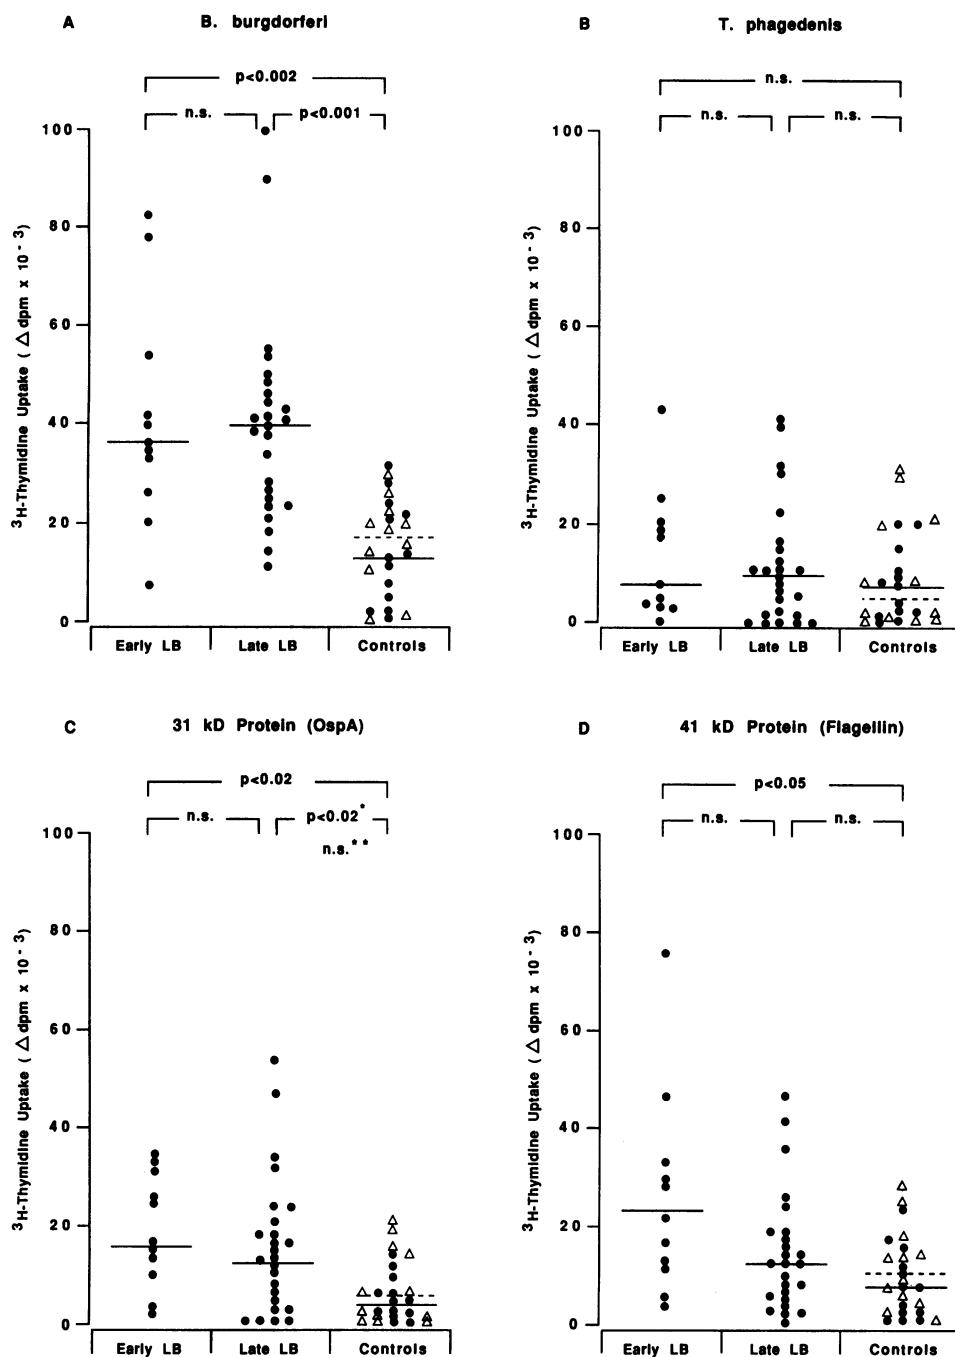 A B. burgdorferi
p<0.002
n.s. p<0.001
³H-Thymidine Uptake ( Δ dpm x 10⁻³)
100
80
60
40
20
0
Early LB Late LB Controls
B T. phagedenis
n.s.
n.s. n.s.
³H-Thymidine Uptake ( Δ dpm x 10⁻³)
100
80
60
40
20
0
Early LB Late LB Controls
C 31 kD Protein (OspA)
p<0.02
n.s. p<0.02*
n.s.**
³H-Thymidine Uptake ( Δ dpm x 10⁻³)
100
80
60
40
20
0
Early LB Late LB Controls
D 41 kD Protein (Flagellin)
p<0.05
n.s. n.s.
³H-Thymidine Uptake ( Δ dpm x 10⁻³)
100
80
60
40
20
0
Early LB Late LB Controls